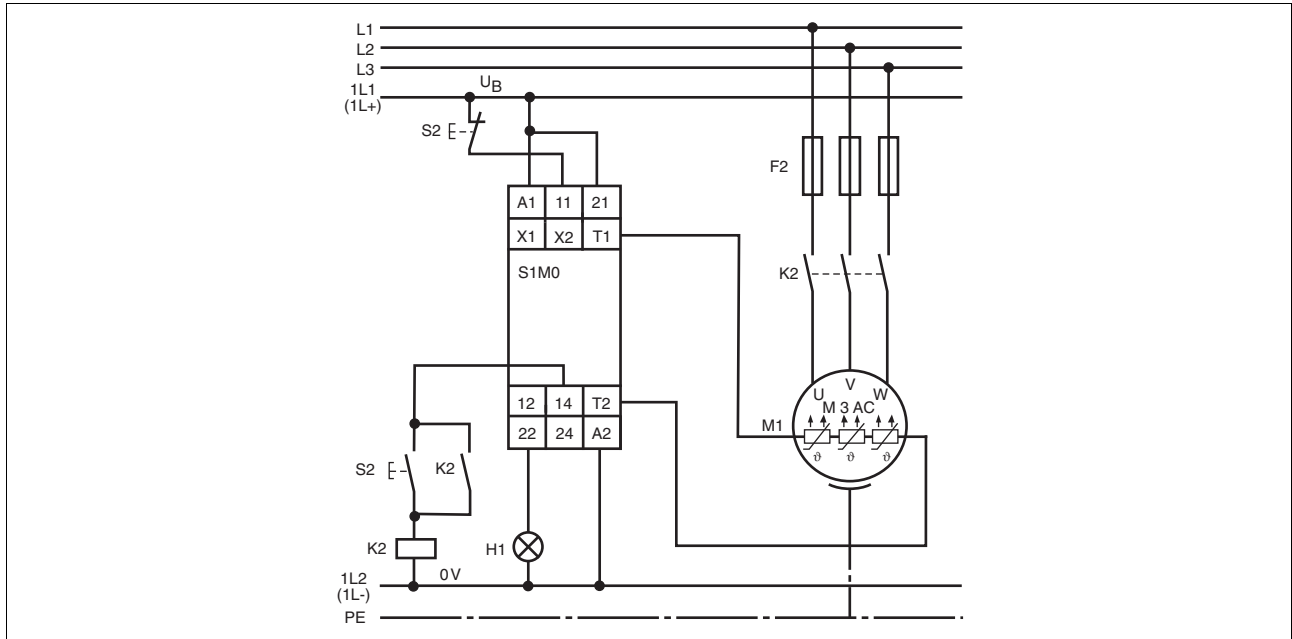 L1
L2
L3
1L1
(1L+)
UB
S2
F2
A1 11 21
X1 X2 T1
S1M0
K2
12 14 T2
22 24 A2
U V W
M 3 AC
M1
ϑ ϑ ϑ
S2 K2
K2
H1
1L2
(1L-)
0V
PE